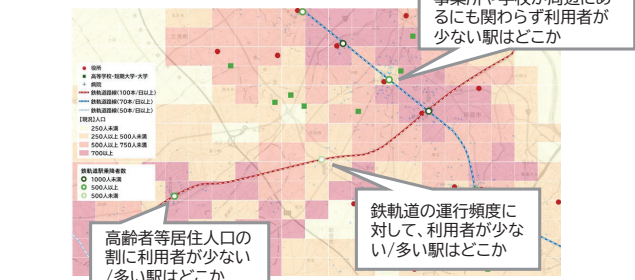 事業所や学校が周辺にあ
るにも関わらず利用者が
少ない駅はどこか
役所
高等学校・短期大学・大学
病院
鉄軌道路線(100本/日以上)
鉄軌道路線(70本/日以上)
鉄軌道路線(50本/日以上)
【現況】人口
250人未満
250人以上 500人未満
500人以上 750人未満
700以上
鉄軌道駅乗降者数
1000人未満
500人以上
500人未満
鉄軌道の運行頻度に
対して、利用者が少な
い/多い駅はどこか
高齢者等居住人口の
割に利用者が少ない
/多い駅はどこか